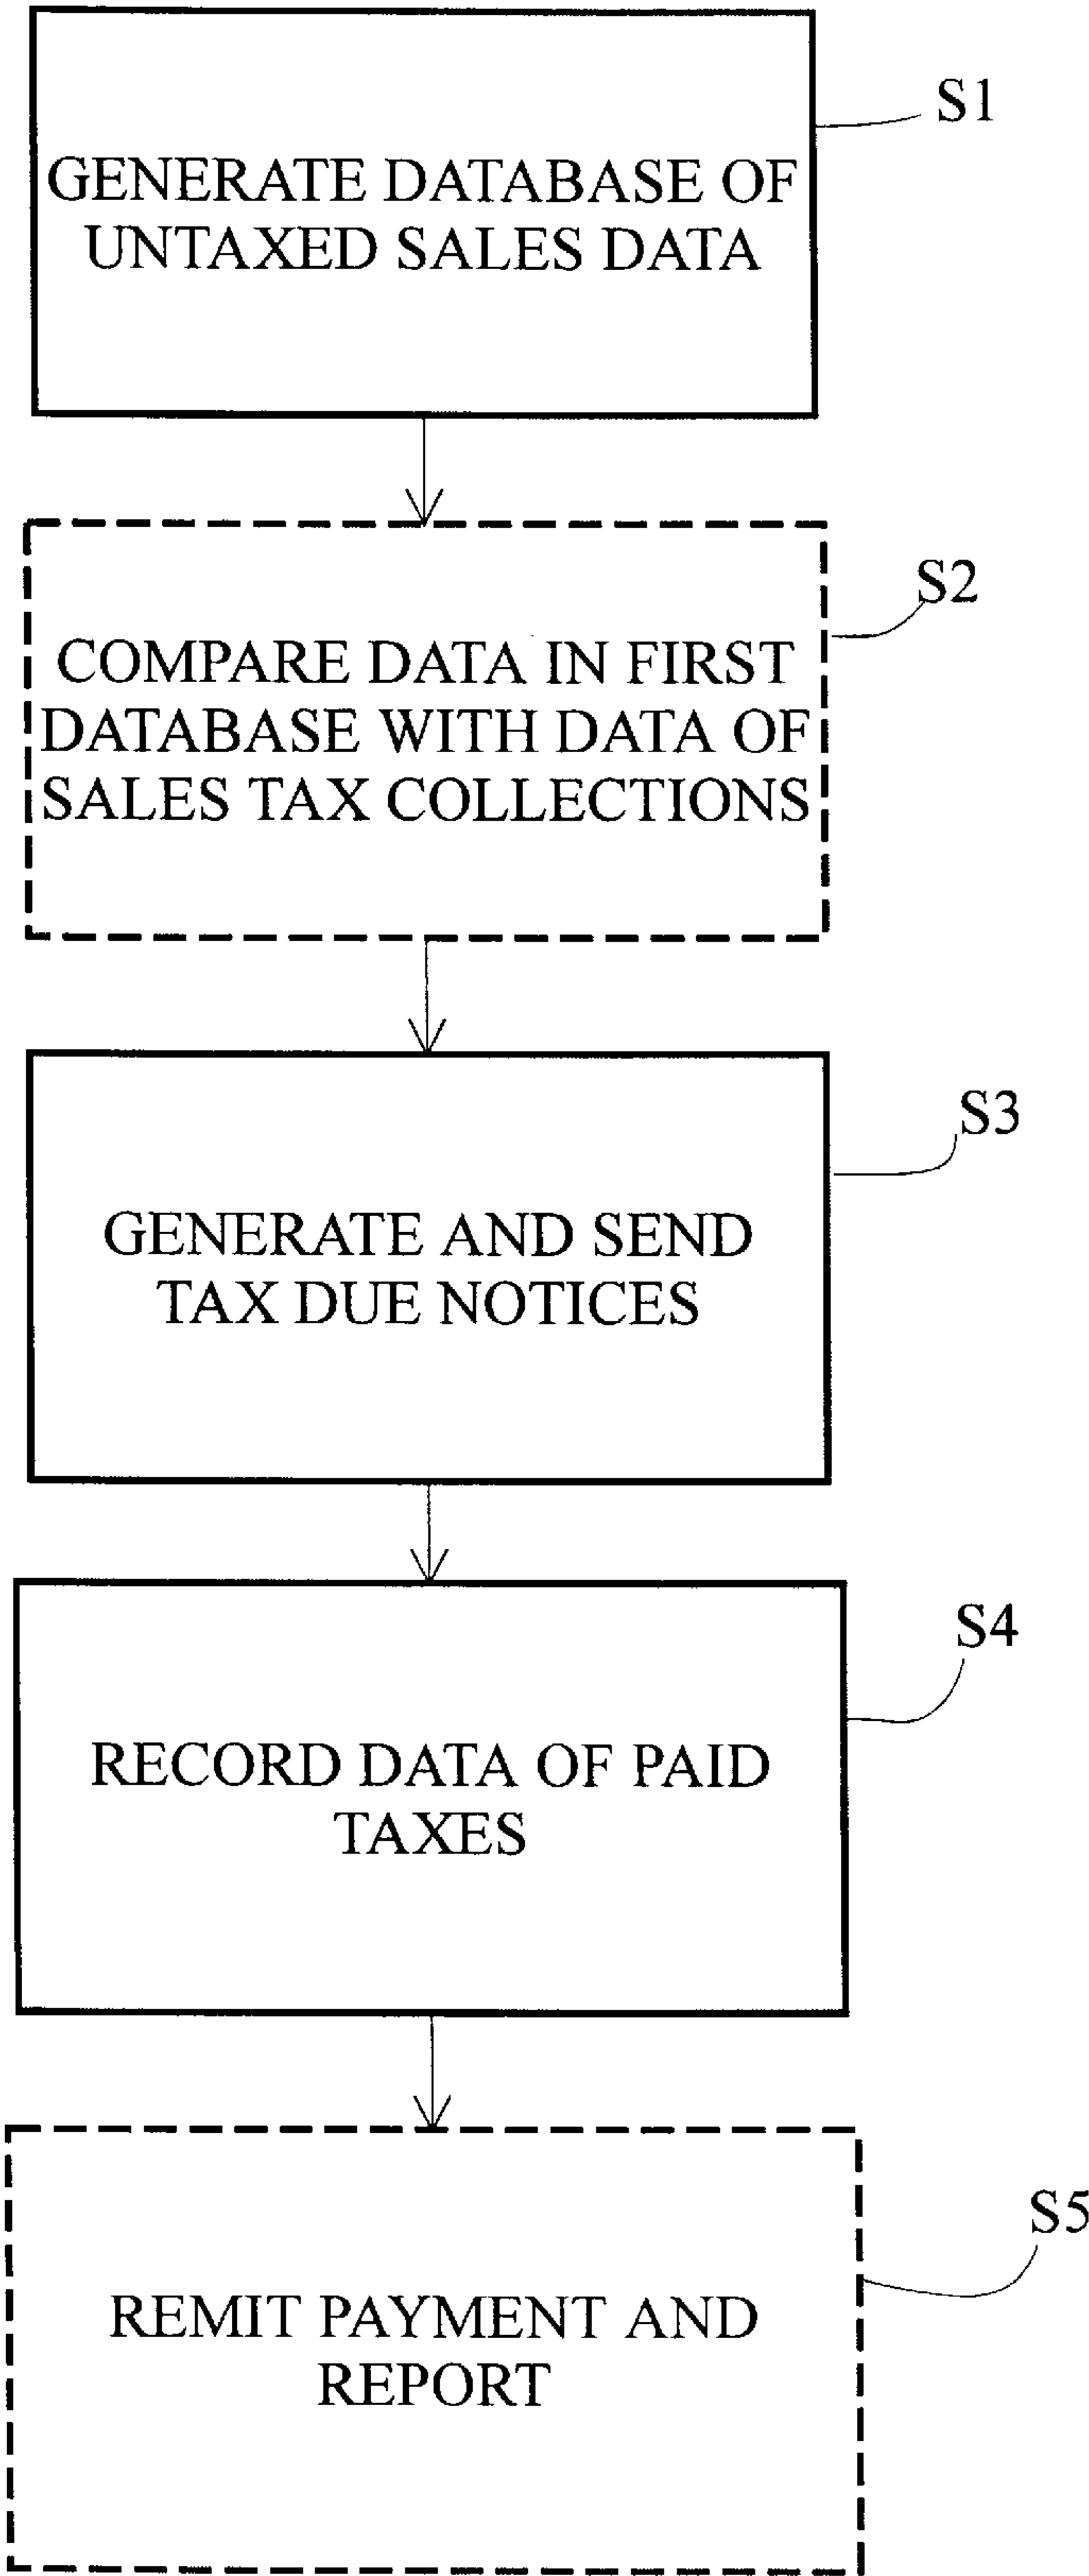 S1
GENERATE DATABASE OF
UNTAXED SALES DATA
S2
COMPARE DATA IN FIRST
DATABASE WITH DATA OF
SALES TAX COLLECTIONS
S3
GENERATE AND SEND
TAX DUE NOTICES
S4
RECORD DATA OF PAID
TAXES
S5
REMIT PAYMENT AND
REPORT